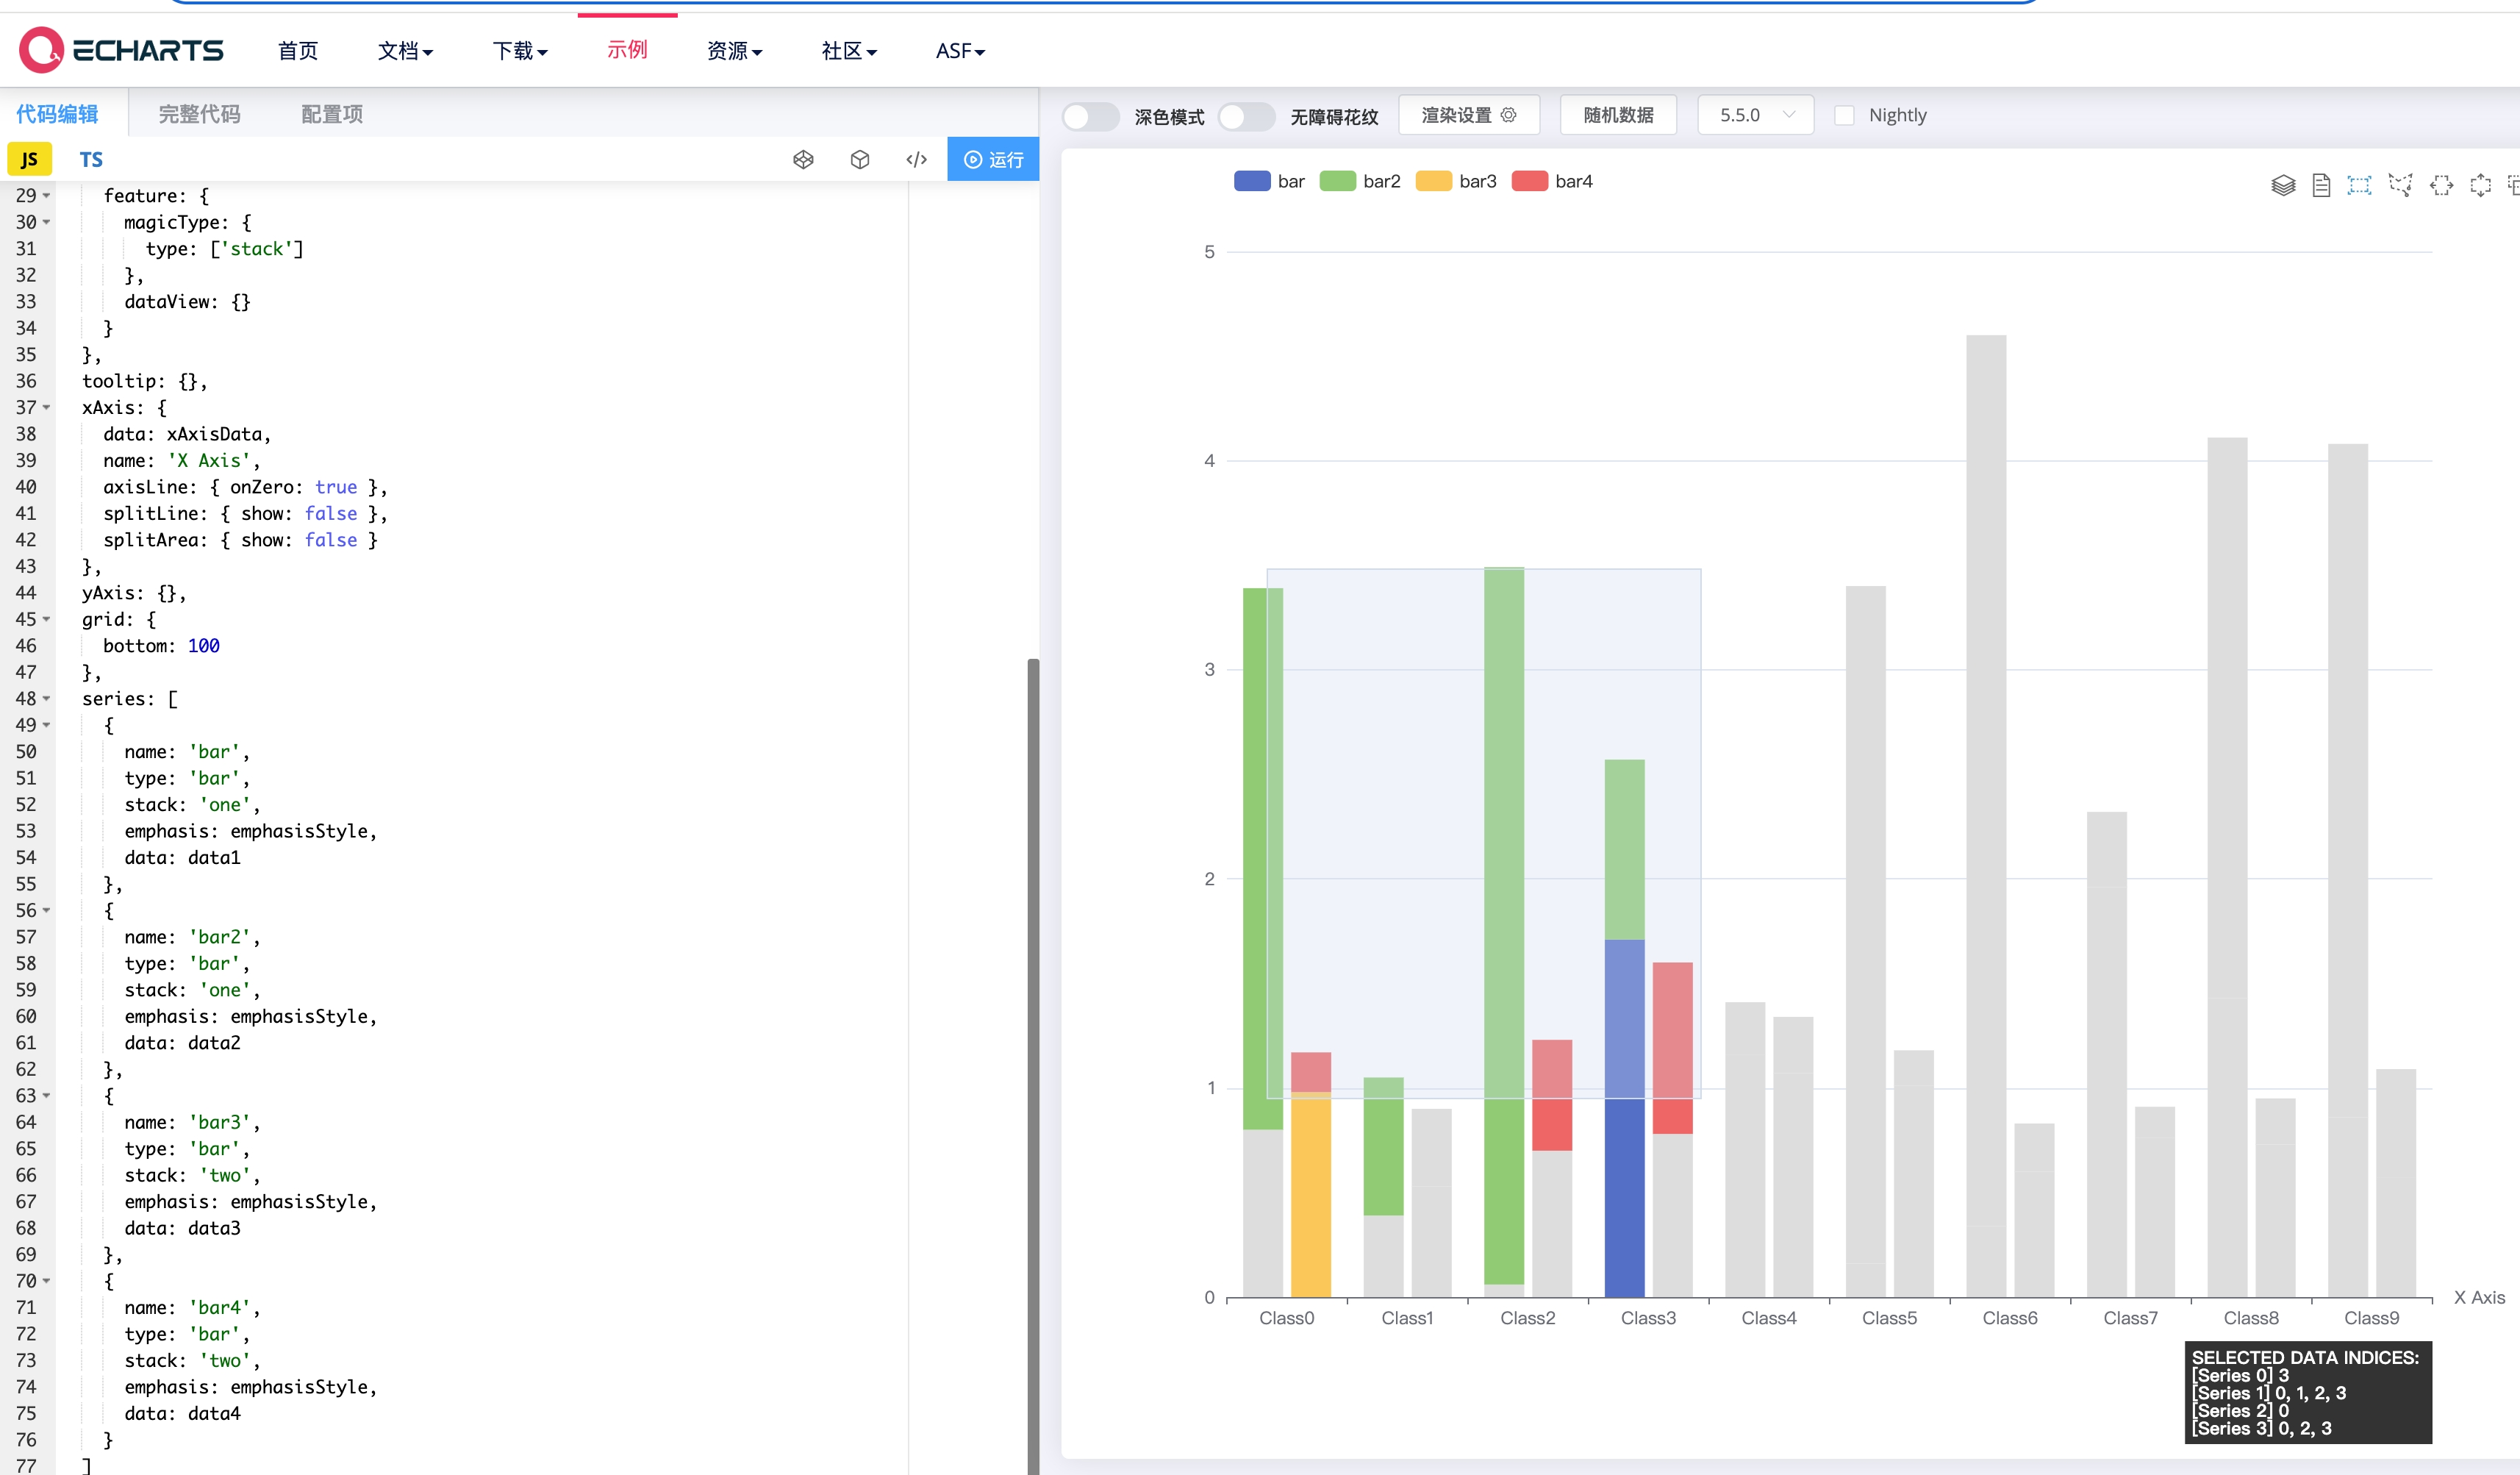 ECHARTS 首页 文档 下载 示例 资源 社区 ASF
代码编辑 完整代码 配置项
JS TS </> 运行
29 feature: {
30 magicType: {
31 type: ['stack']
32 },
33 dataView: {}
34 }
35 },
36 tooltip: {},
37 xAxis: {
38 data: xAxisData,
39 name: 'X Axis',
40 axisLine: { onZero: true },
41 splitLine: { show: false },
42 splitArea: { show: false }
43 },
44 yAxis: {},
45 grid: {
46 bottom: 100
47 },
48 series: [
49 {
50 name: 'bar',
51 type: 'bar',
52 stack: 'one',
53 emphasis: emphasisStyle,
54 data: data1
55 },
56 {
57 name: 'bar2',
58 type: 'bar',
59 stack: 'one',
60 emphasis: emphasisStyle,
61 data: data2
62 },
63 {
64 name: 'bar3',
65 type: 'bar',
66 stack: 'two',
67 emphasis: emphasisStyle,
68 data: data3
69 },
70 {
71 name: 'bar4',
72 type: 'bar',
73 stack: 'two',
74 emphasis: emphasisStyle,
75 data: data4
76 }
77 ]
深色模式 无障碍花纹 渲染设置 随机数据 5.5.0 Nightly
bar bar2 bar3 bar4
5
4
3
2
1
0
Class0 Class1 Class2 Class3 Class4 Class5 Class6 Class7 Class8 Class9
X Axis
SELECTED DATA INDICES:
[Series 0] 3
[Series 1] 0, 1, 2, 3
[Series 2] 0
[Series 3] 0, 2, 3